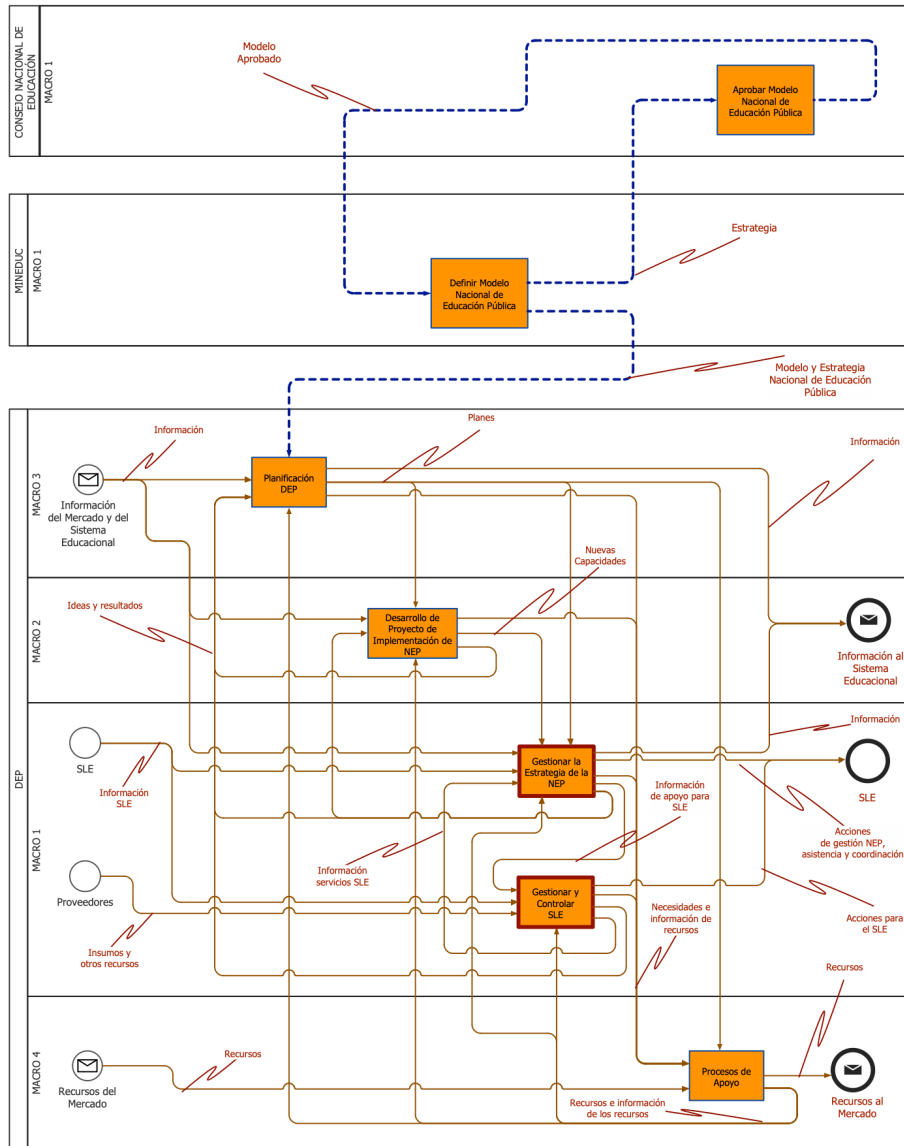 CONSEJO NACIONAL DE
EDUCACIÓN
MACRO 1
Modelo
Aprobado
Aprobar Modelo
Nacional de
Educación Pública
MINEDUC
MACRO 1
Estrategia
Definir Modelo
Nacional de
Educación Pública
Modelo y Estrategia
Nacional de Educación
Pública
DEP
MACRO 3
Información
Planes
Información
Planificación
DEP
Información
del Mercado y del
Sistema
Educacional
Nuevas
Capacidades
MACRO 2
Ideas y resultados
Desarrollo de
Proyecto de
Implementación de
NEP
Información al
Sistema
Educacional
MACRO 1
Información
SLE
Información
SLE
Gestionar la
Estrategia de la
NEP
Información
de apoyo para
SLE
SLE
Acciones
de gestión NEP,
asistencia y coordinación
Información
servicios SLE
Proveedores
Gestionar y
Controlar
SLE
Necesidades e
información de
recursos
Acciones para
el SLE
Insumos y
otros recursos
MACRO 4
Recursos
Recursos
Recursos del
Mercado
Procesos de
Apoyo
Recursos al
Mercado
Recursos e información
de los recursos